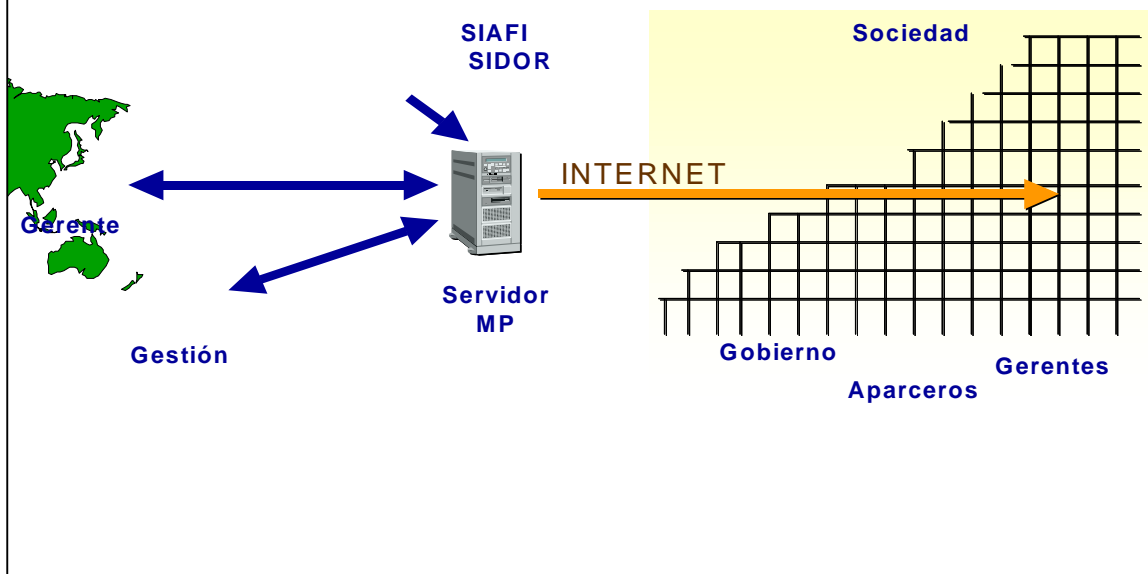 SIAFI
SIDOR
Sociedad
INTERNET
Gerente
Servidor
MP
Gestión
Gobierno
Gerentes
Aparceros